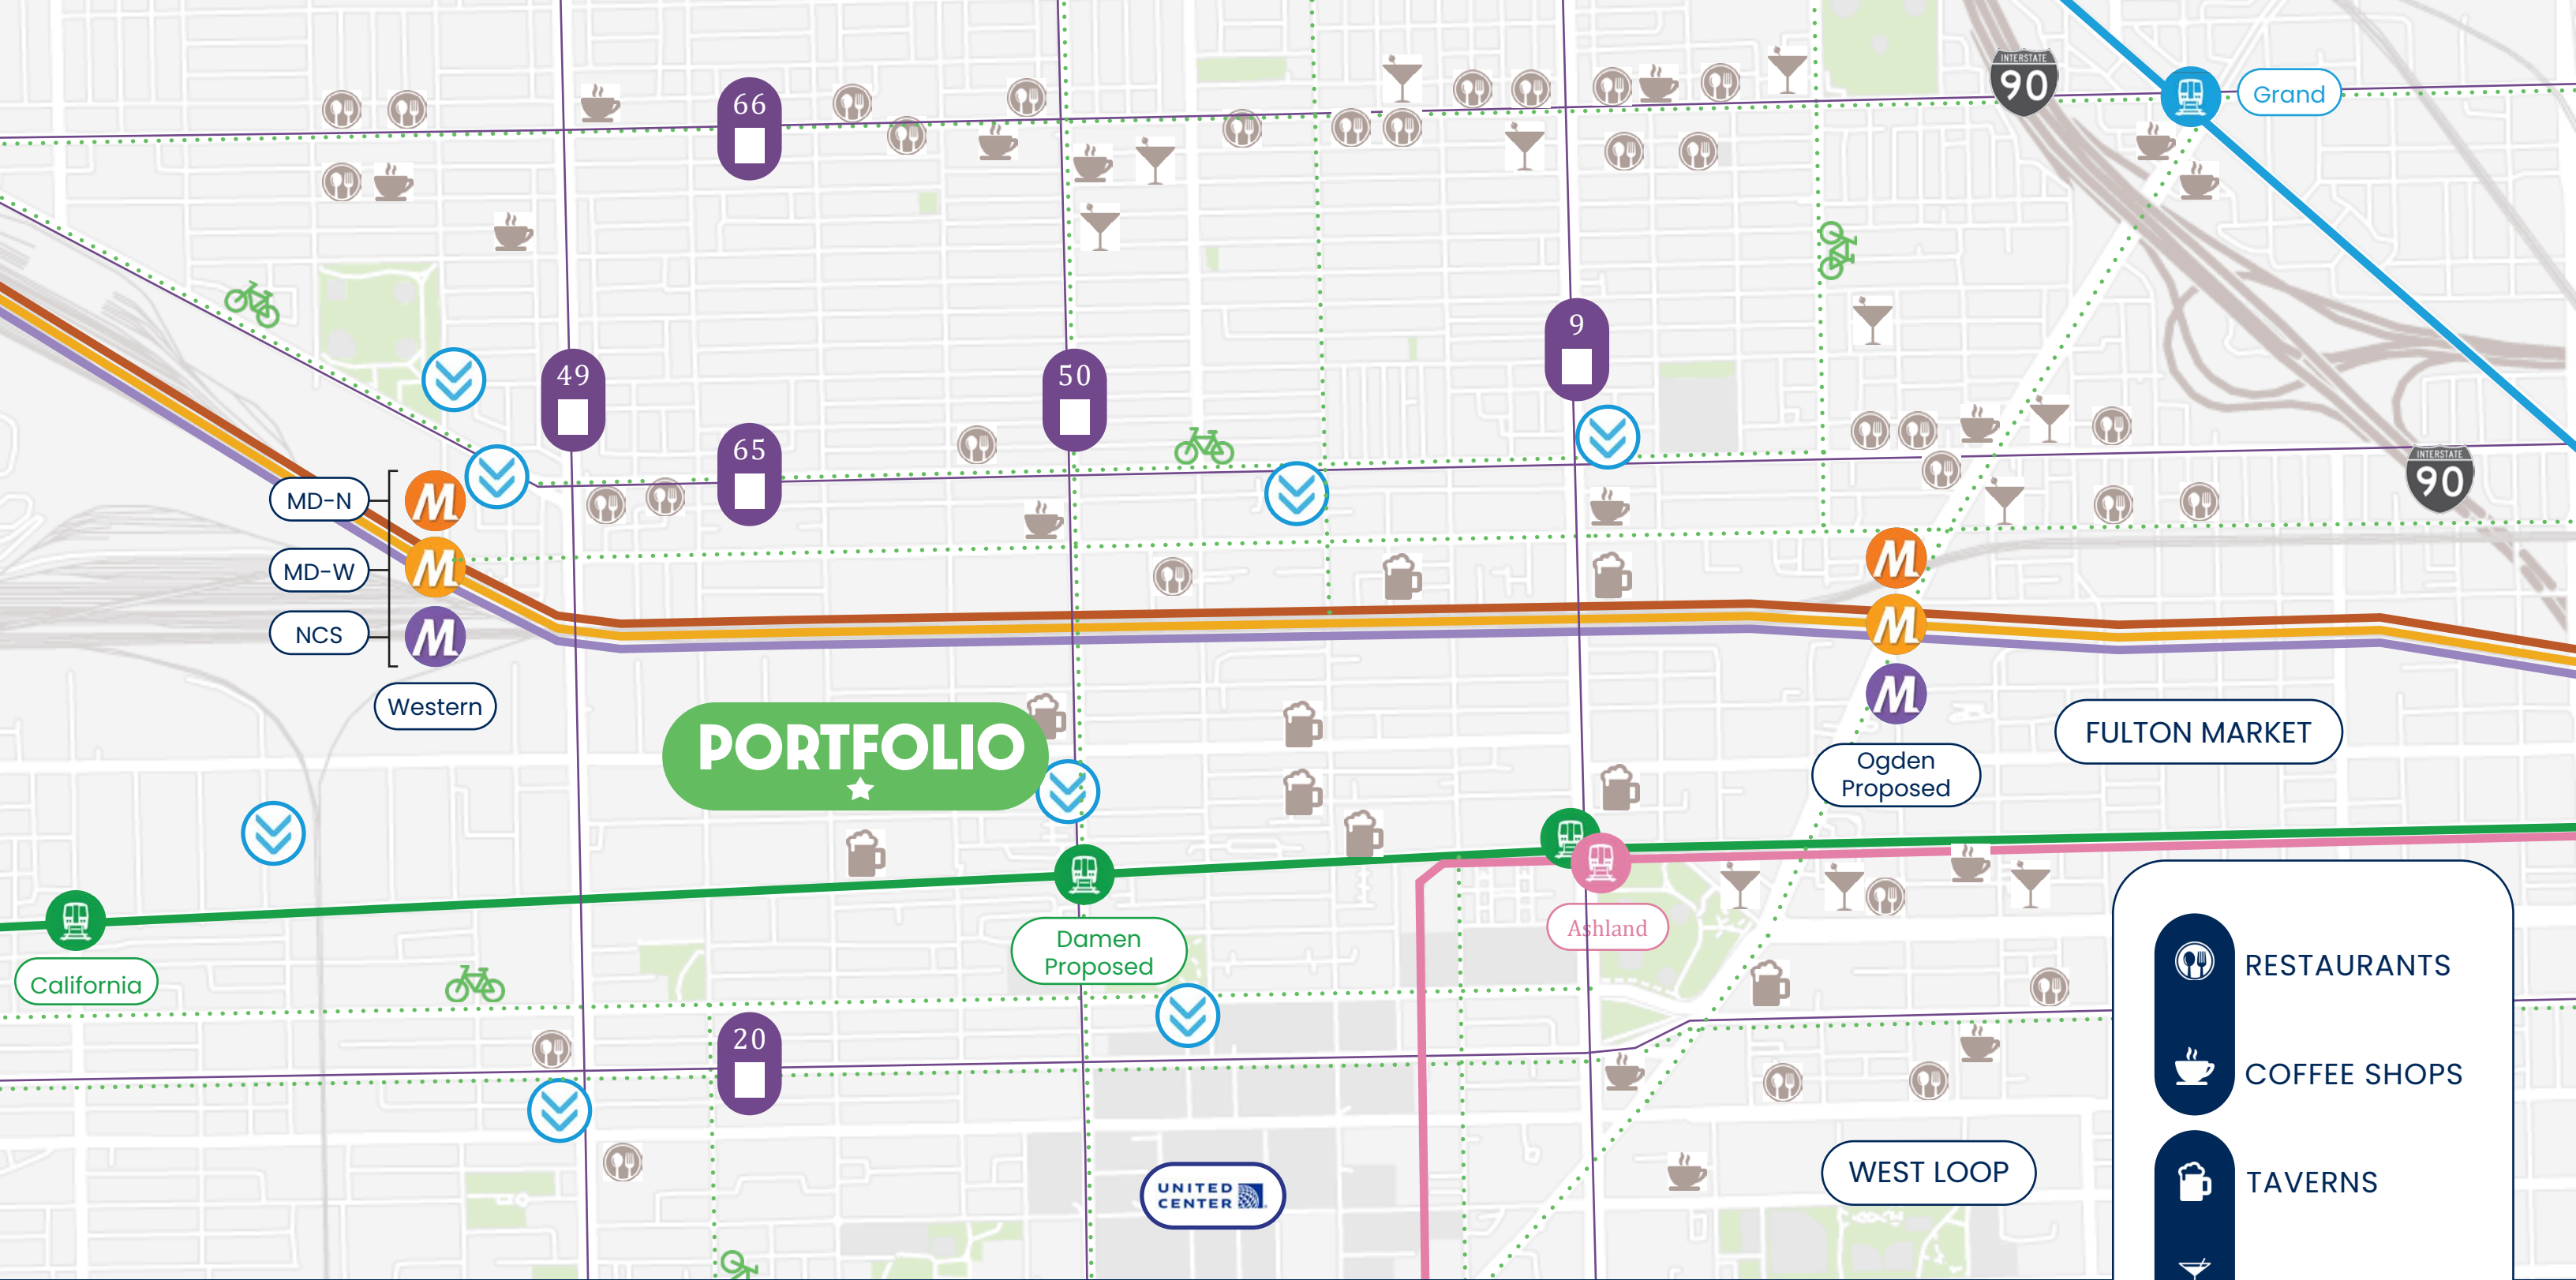 66
INTERSTATE
90
Grand
9
49
50
65
INTERSTATE
90
MD-N
MD-W
NCS
Western
PORTFOLIO
FULTON MARKET
Ogden
Proposed
Ashland
Damen
Proposed
California
RESTAURANTS
COFFEE SHOPS
TAVERNS
20
WEST LOOP
UNITED
CENTER
M
M
M
M
M
M